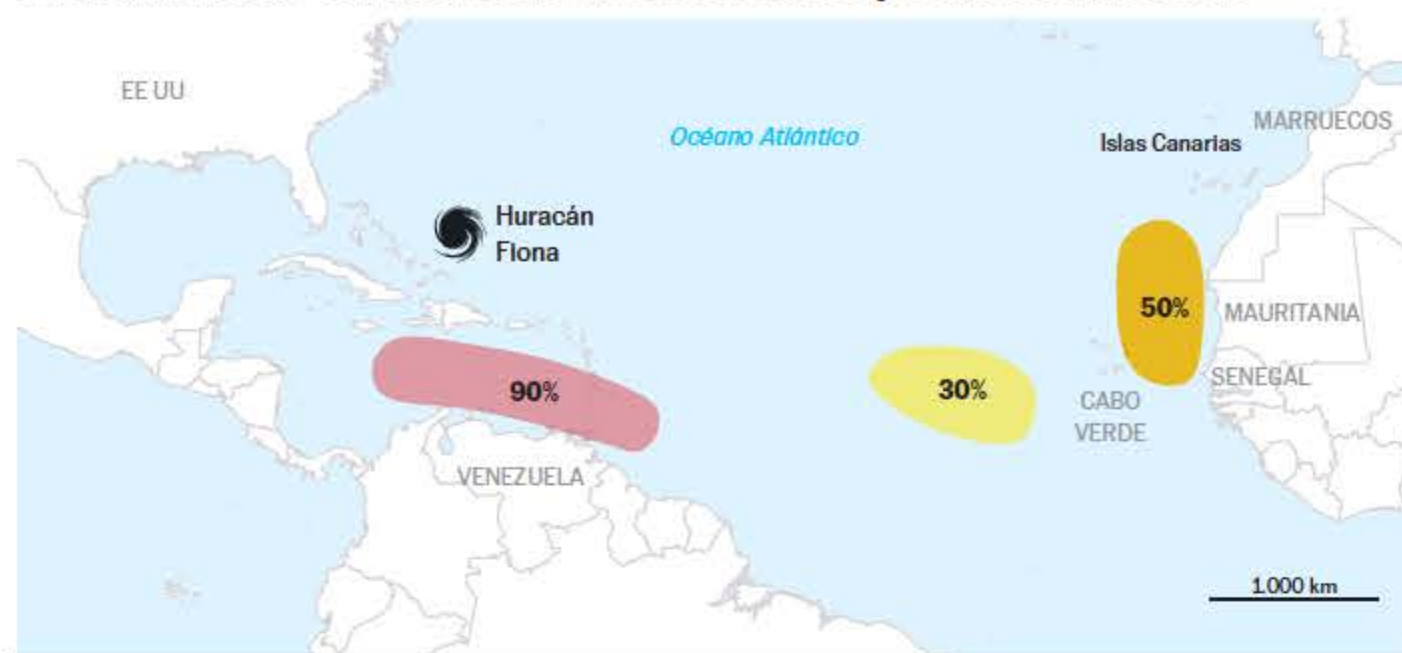 EE UU
MARRUECOS
Océano Atlántico
Islas Canarias
Huracán
Fiona
50%
MAURITANIA
90%
30%
SENEGAL
CABO
VERDE
VENEZUELA
1.000 km